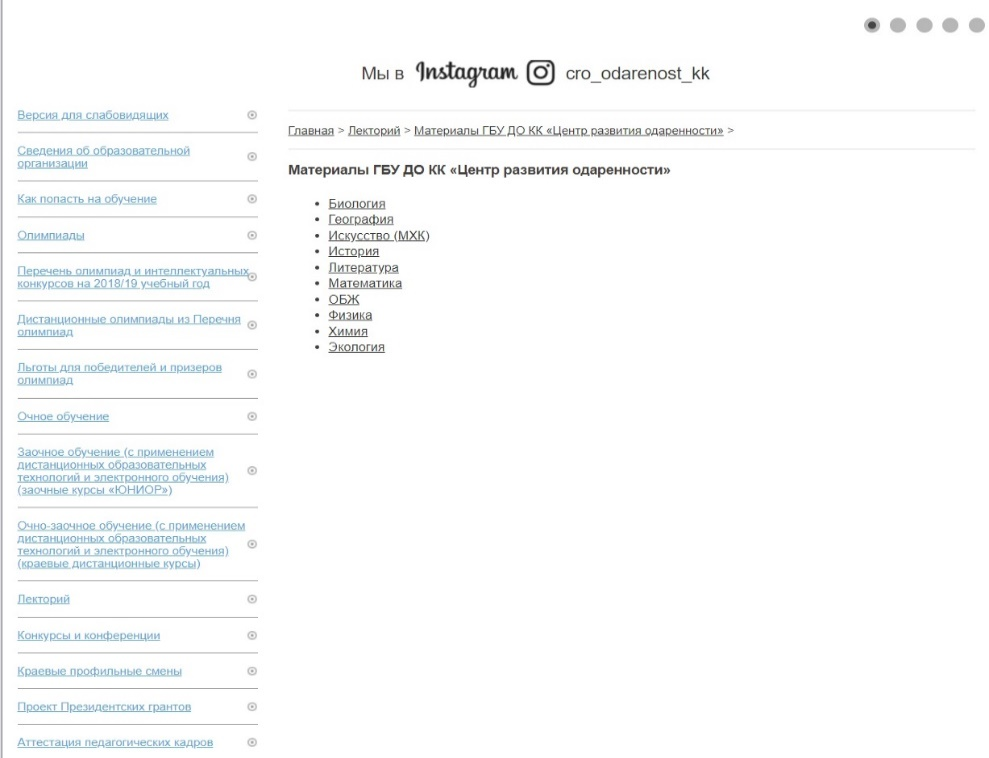 Мы в Instagram cro_odarenost_kk
Версия для слабовидящих
Сведения об образовательной
организации
Как попасть на обучение
Олимпиады
Перечень олимпиад и интеллектуальных
конкурсов на 2018/19 учебный год
Дистанционные олимпиады из Перечня
олимпиад
Льготы для победителей и призеров
олимпиад
Очное обучение
Заочное обучение (с применением
дистанционных образовательных
технологий и электронного обучения)
(заочные курсы «ЮНИОР»)
Очно-заочное обучение (с применением
дистанционных образовательных
технологий и электронного обучения)
(краевые дистанционные курсы)
Лекторий
Конкурсы и конференции
Краевые профильные смены
Проект Президентских грантов
Аттестация педагогических кадров
Главная > Лекторий > Материалы ГБУ ДО КК «Центр развития одаренности» >
Материалы ГБУ ДО КК «Центр развития одаренности»
• Биология
• География
• Искусство (МХК)
• История
• Литература
• Математика
• ОБЖ
• Физика
• Химия
• Экология